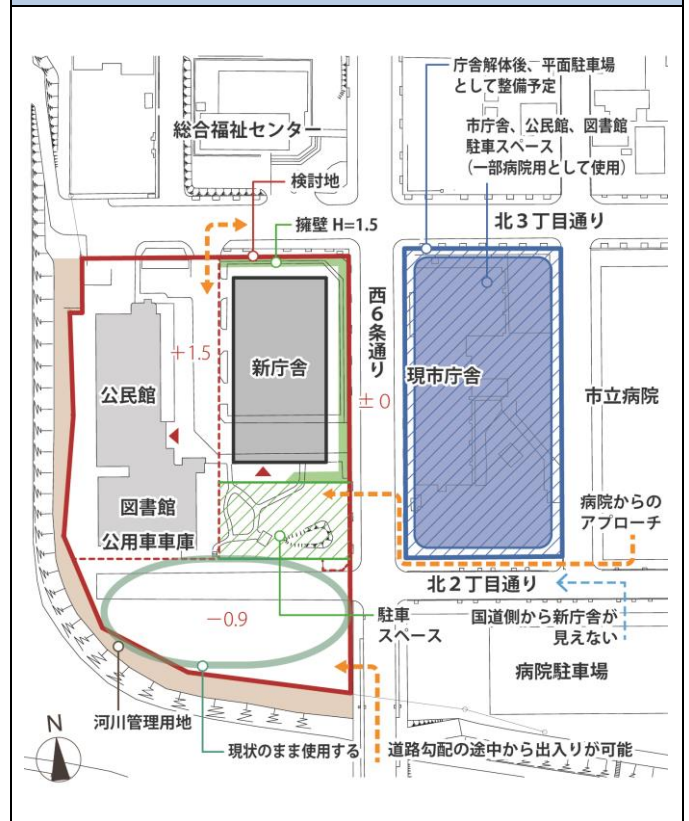 庁舎解体後、平面駐車場
として整備予定
総合福祉センター
市庁舎、公民館、図書館
駐車スペース
(一部病院用として使用)
検討地
擁壁 H=1.5
北3丁目通り
西6条通り
+1.5
新庁舎
±0
現市庁舎
市立病院
公民館
図書館
公用車車庫
病院からの
アプローチ
北2丁目通り
駐車
スペース
国道側から新庁舎が
見えない
-0.9
病院駐車場
N
河川管理用地
現状のまま使用する
道路勾配の途中から出入りが可能